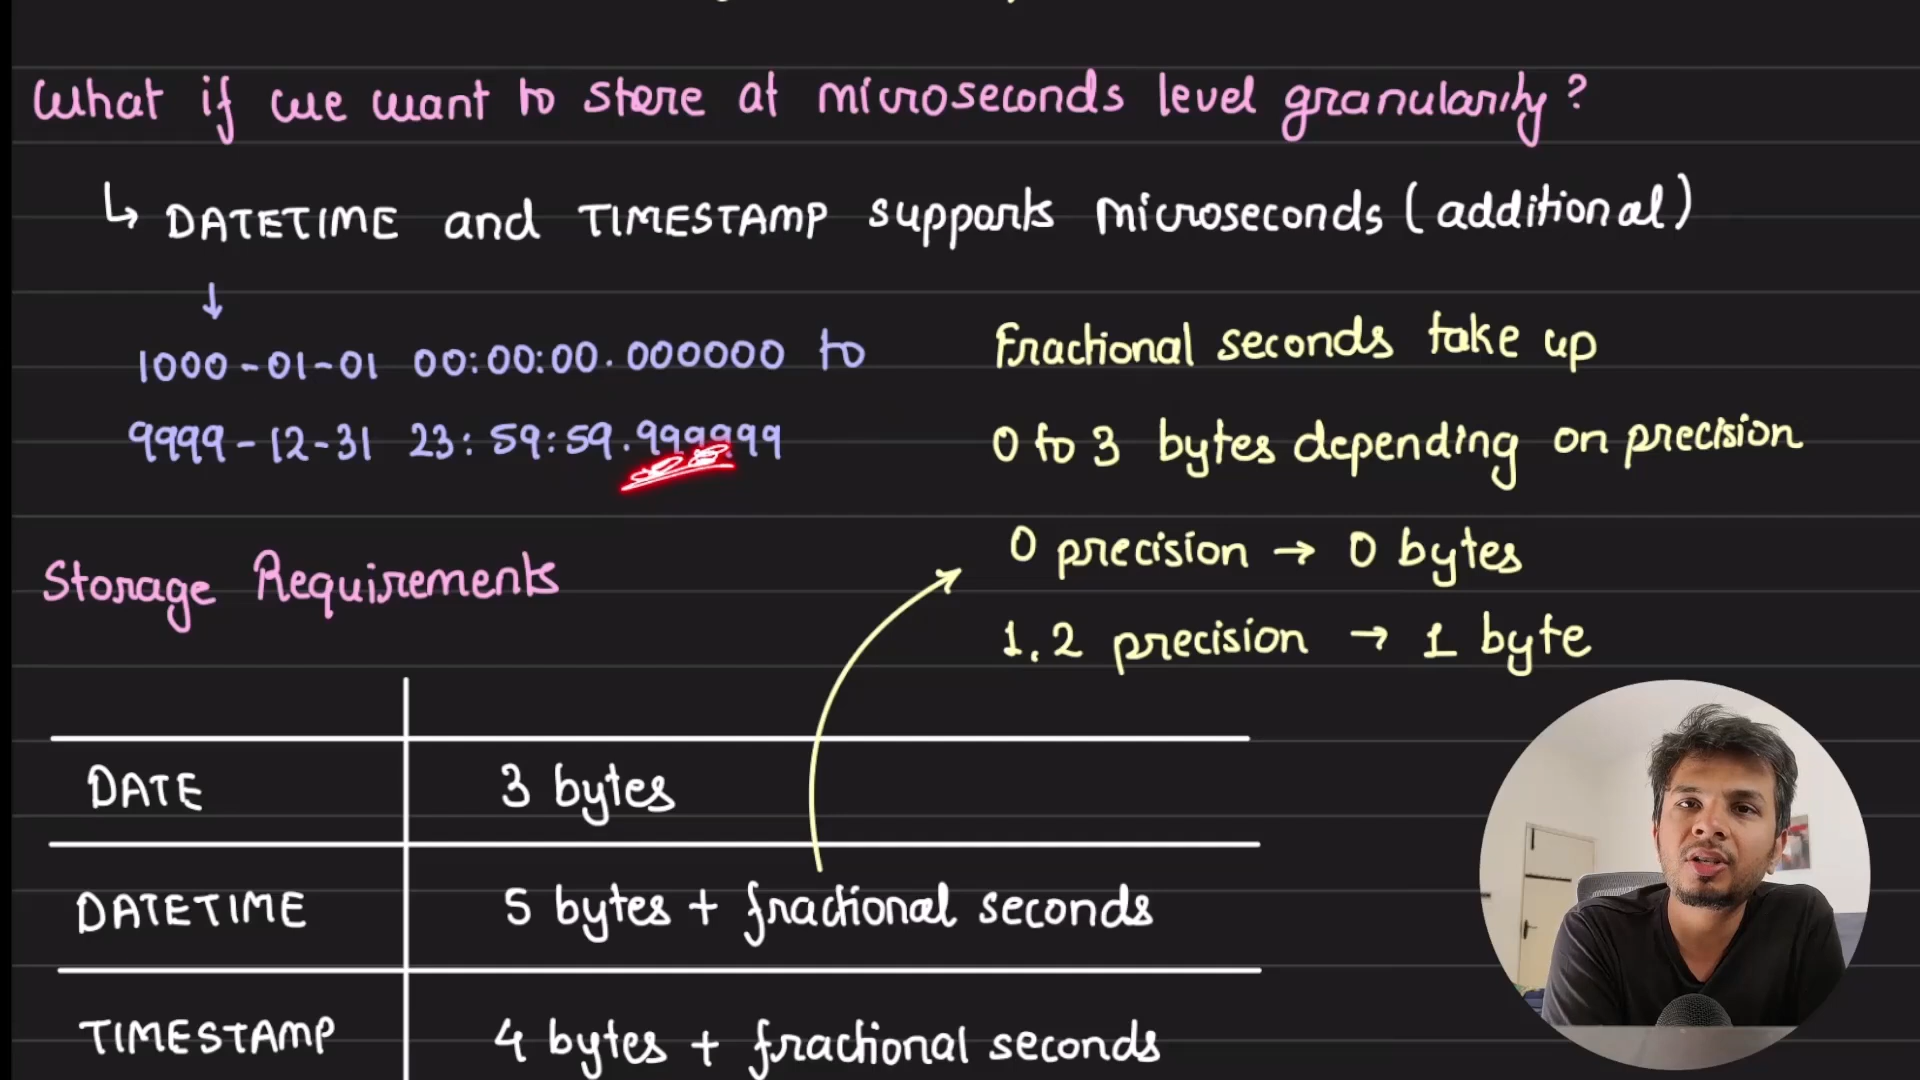 What if we want to store at microseconds level granularity?
↳ DATETIME and TIMESTAMP supports microseconds (additional)
↓
1000-01-01 00:00:00.000000 to
9999-12-31 23:59:59.999999
Fractional seconds take up
0 to 3 bytes depending on precision
0 precision → 0 bytes
1,2 precision → 1 byte
Storage Requirements
DATE 3 bytes
DATETIME 5 bytes + fractional seconds
TIMESTAMP 4 bytes + fractional seconds